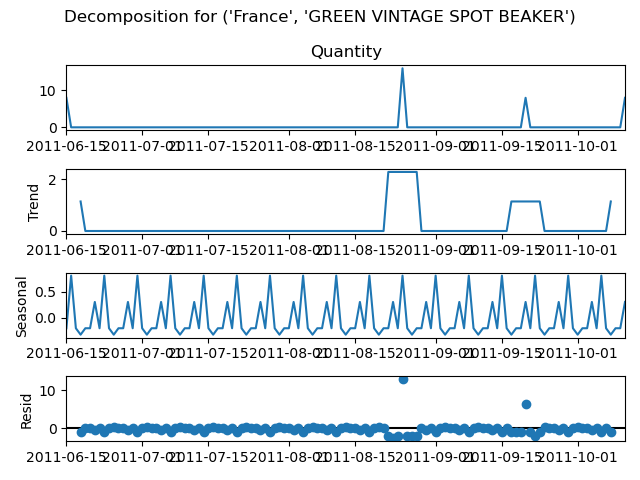 Decomposition for ('France', 'GREEN VINTAGE SPOT BEAKER')
Quantity
10
0
2011-06-15 2011-07-01 2011-07-15 2011-08-01 2011-08-15 2011-09-01 2011-09-15 2011-10-01
Trend
2
0
2011-06-15 2011-07-01 2011-07-15 2011-08-01 2011-08-15 2011-09-01 2011-09-15 2011-10-01
Seasonal
0.5
0.0
2011-06-15 2011-07-01 2011-07-15 2011-08-01 2011-08-15 2011-09-01 2011-09-15 2011-10-01
Resid
10
0
2011-06-15 2011-07-01 2011-07-15 2011-08-01 2011-08-15 2011-09-01 2011-09-15 2011-10-01